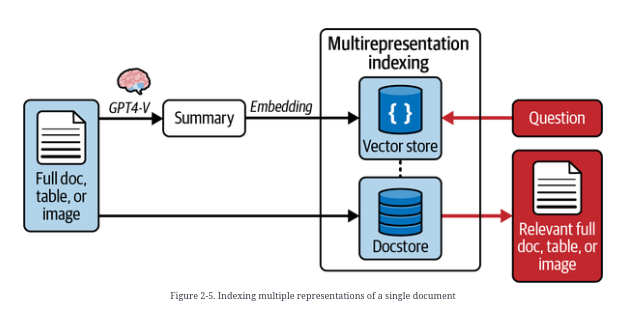 Multirepresentation
indexing
GPT4-V
Summary
Embedding
{ }
Vector store
Question
Full doc,
table, or
image
Docstore
Relevant full
doc, table, or
image
Figure 2-5. Indexing multiple representations of a single document